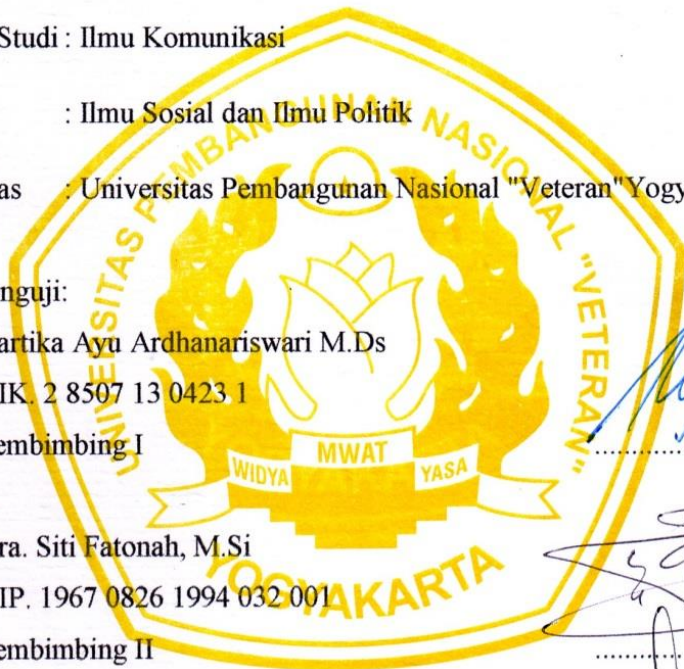 Studi : Ilmu Komunikasi
: Ilmu Sosial dan Ilmu Politik
as : Universitas Pembangunan Nasional "Veteran"Yogy
nguji:
artika Ayu Ardhanariswari M.Ds
IK. 2 8507 13 0423 1
embimbing I
ra. Siti Fatonah, M.Si
IP. 1967 0826 1994 032 001
embimbing II
UNIVERSITAS PEMBANGUNAN NASIONAL "VETERAN"
WIDYA MWAT YASA
YOGYAKARTA